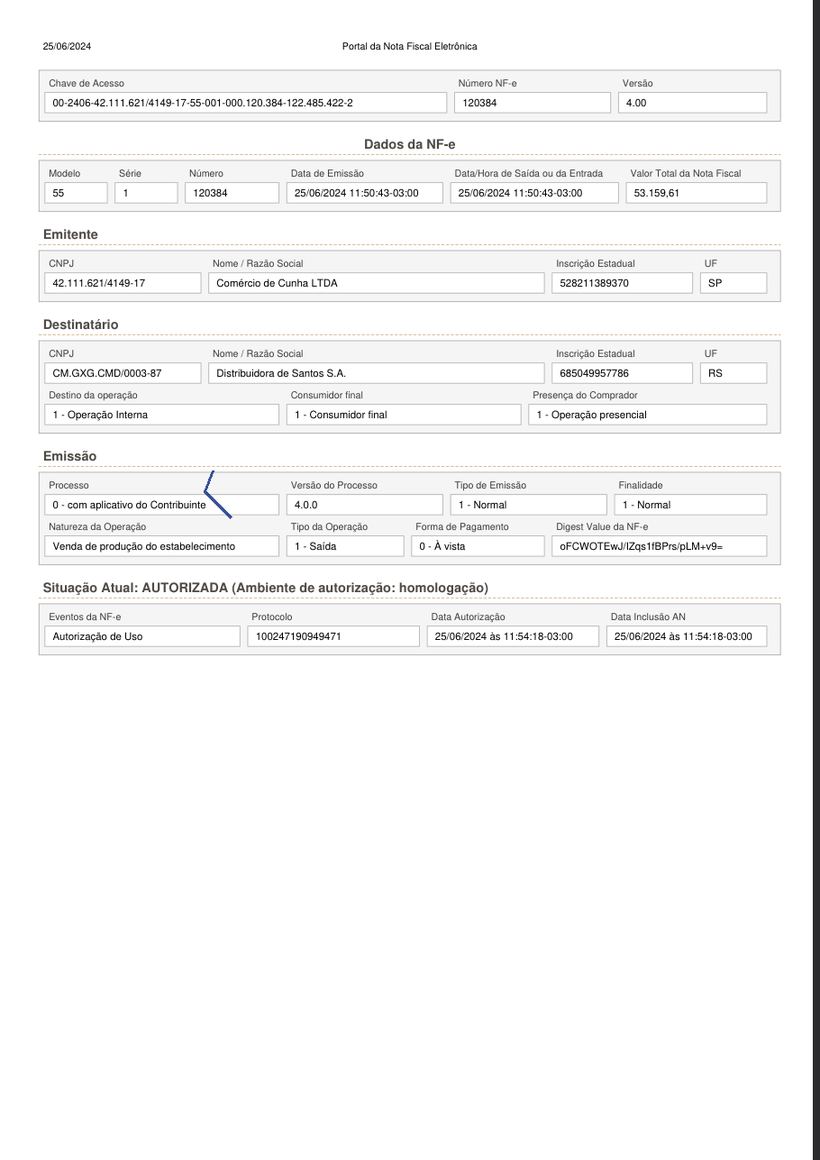 25/06/2024 Portal da Nota Fiscal Eletrônica
Chave de Acesso Número NF-e Versão
00-2406-42.111.621/4149-17-55-001-000.120.384-122.485.422-2 120384 4.00
Dados da NF-e
Modelo Série Número Data de Emissão Data/Hora de Saída ou da Entrada Valor Total da Nota Fiscal
55 1 120384 25/06/2024 11:50:43-03:00 25/06/2024 11:50:43-03:00 53.159,61
Emitente
CNPJ Nome / Razão Social Inscrição Estadual UF
42.111.621/4149-17 Comércio de Cunha LTDA 528211389370 SP
Destinatário
CNPJ Nome / Razão Social Inscrição Estadual UF
CM.GXG.CMD/0003-87 Distribuidora de Santos S.A. 685049957786 RS
Destino da operação Consumidor final Presença do Comprador
1 - Operação Interna 1 - Consumidor final 1 - Operação presencial
Emissão
Processo Versão do Processo Tipo de Emissão Finalidade
0 - com aplicativo do Contribuinte 4.0.0 1 - Normal 1 - Normal
Natureza da Operação Tipo da Operação Forma de Pagamento Digest Value da NF-e
Venda de produção do estabelecimento 1 - Saída 0 - À vista oFCWOTEwJ/IZqs1fBPrs/pLM+v9=
Situação Atual: AUTORIZADA (Ambiente de autorização: homologação)
Eventos da NF-e Protocolo Data Autorização Data Inclusão AN
Autorização de Uso 100247190949471 25/06/2024 às 11:54:18-03:00 25/06/2024 às 11:54:18-03:00